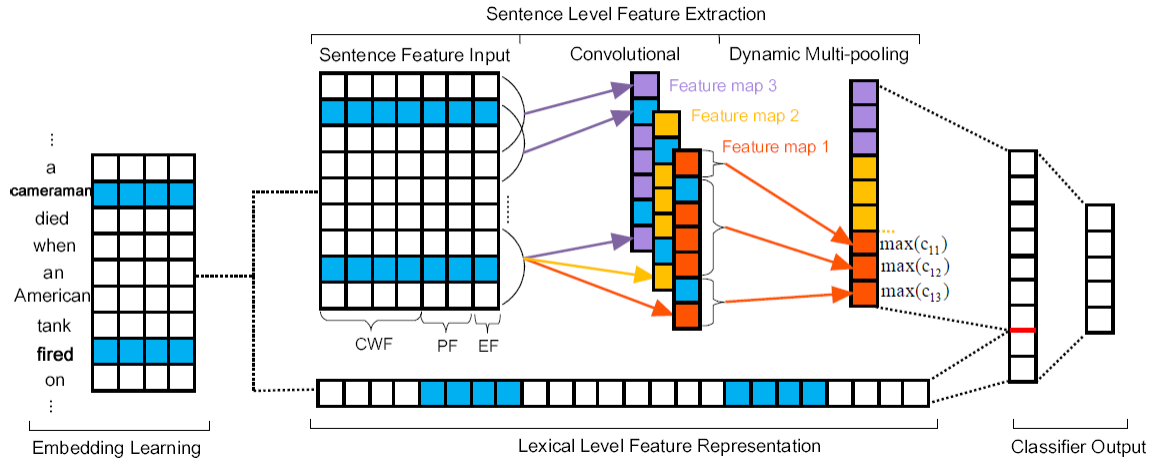 Sentence Level Feature Extraction
Sentence Feature Input
Convolutional
Dynamic Multi-pooling
Feature map 3
Feature map 2
Feature map 1
...
a
cameraman
died
when
an
American
tank
fired
on
...
......
...
max(c11)
max(c12)
max(c13)
CWF
PF
EF
Embedding Learning
Lexical Level Feature Representation
Classifier Output